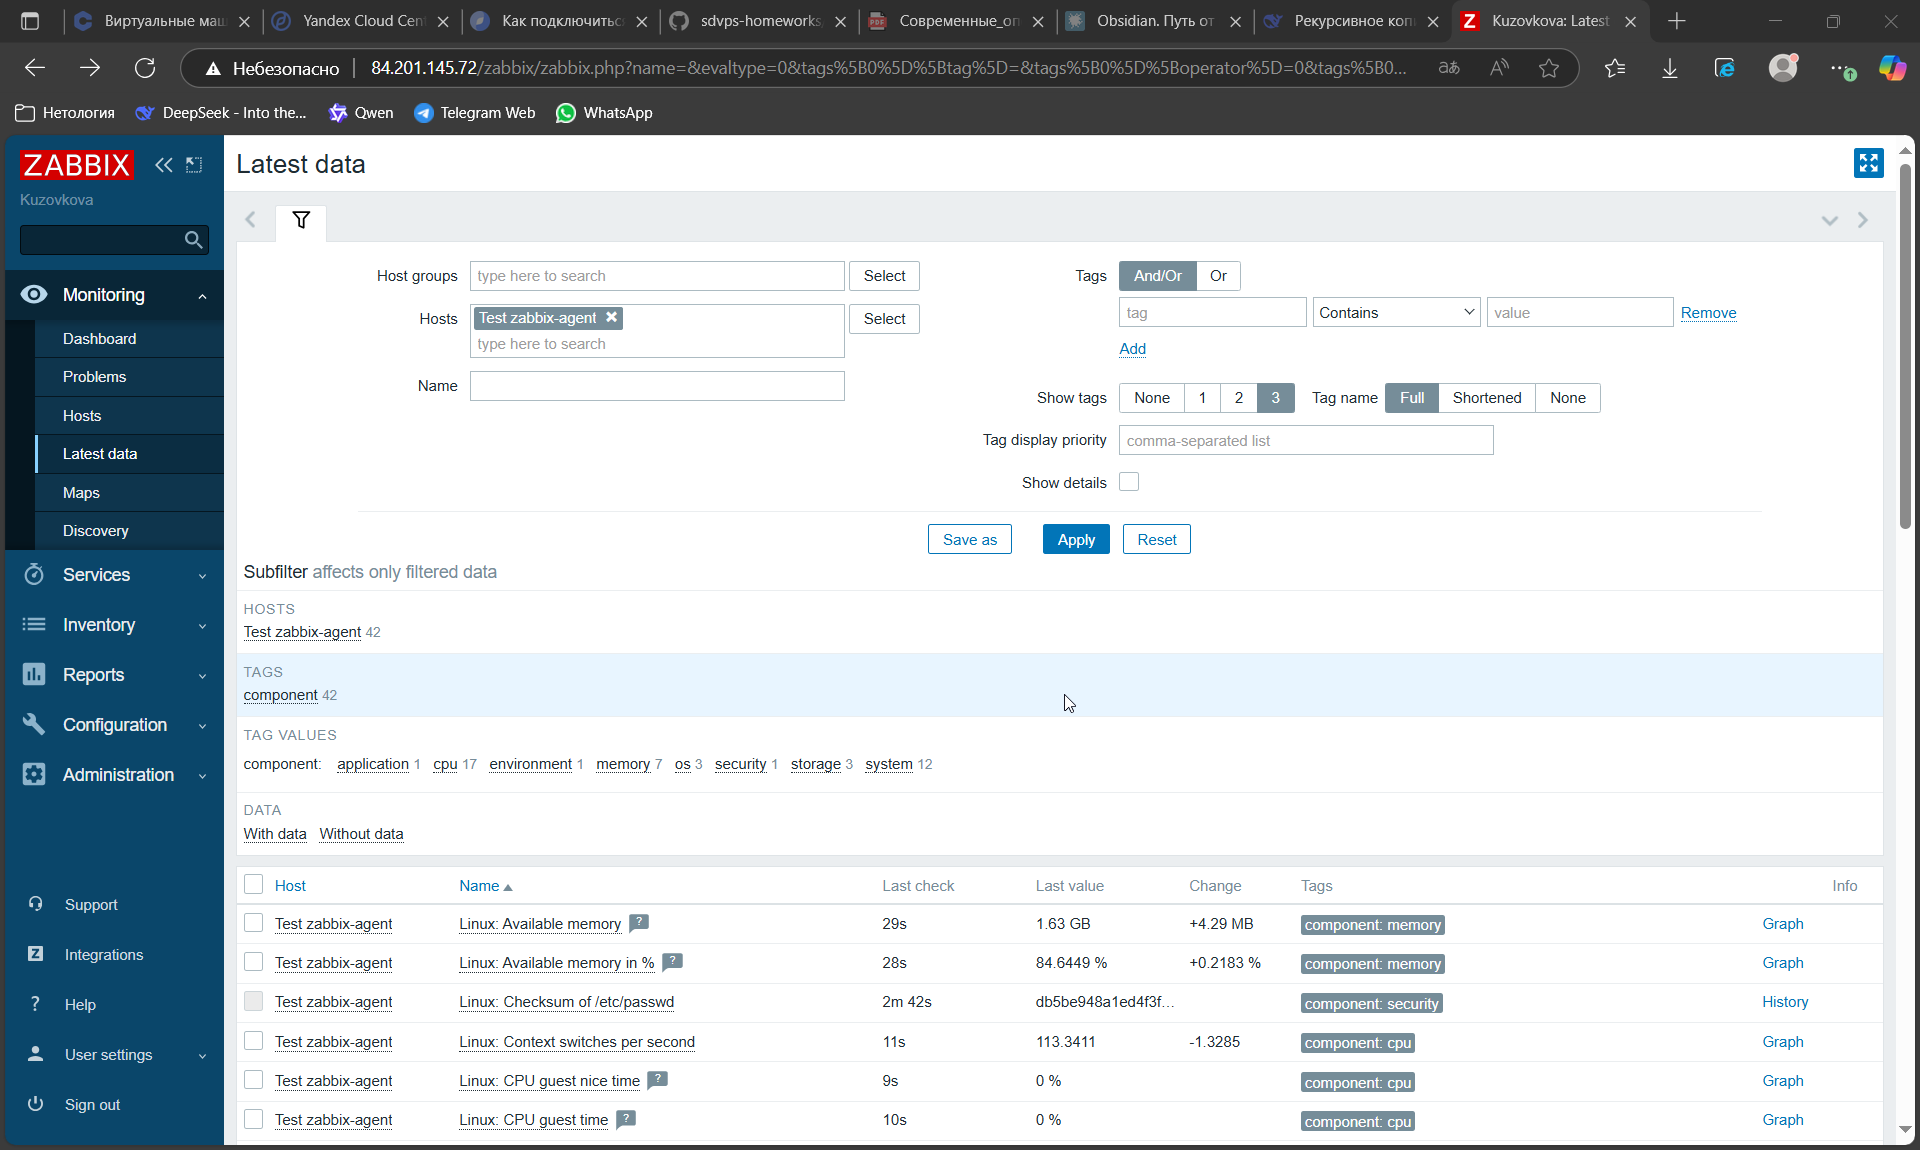 Виртуальные маш
Yandex Cloud Cen
Как подключитьс
sdvps-homeworks
Современные_оп
Obsidian. Путь от
Рекурсивное коп
Kuzovkova: Latest
Небезопасно
84.201.145.72/zabbix/zabbix.php?name=&evaltype=0&tags%5B0%5D%5Btag%5D=&tags%5B0%5D%5Boperator%5D=0&tags%5B0...
Нетология
DeepSeek - Into the...
Qwen
Telegram Web
WhatsApp
ZABBIX
Kuzovkova
Monitoring
Dashboard
Problems
Hosts
Latest data
Maps
Discovery
Services
Inventory
Reports
Configuration
Administration
Support
Integrations
Help
User settings
Sign out
Latest data
Host groups type here to search Select
Hosts Test zabbix-agent Select
type here to search
Name
Tags And/Or Or
tag Contains value Remove
Add
Show tags None 1 2 3 Tag name Full Shortened None
Tag display priority comma-separated list
Show details
Save as Apply Reset
Subfilter affects only filtered data
HOSTS
Test zabbix-agent 42
TAGS
component 42
TAG VALUES
component: application 1 cpu 17 environment 1 memory 7 os 3 security 1 storage 3 system 12
DATA
With data Without data
Host Name Last check Last value Change Tags Info
Test zabbix-agent Linux: Available memory ? 29s 1.63 GB +4.29 MB component: memory Graph
Test zabbix-agent Linux: Available memory in % ? 28s 84.6449 % +0.2183 % component: memory Graph
Test zabbix-agent Linux: Checksum of /etc/passwd 2m 42s db5be948a1ed4f3f... component: security History
Test zabbix-agent Linux: Context switches per second 11s 113.3411 -1.3285 component: cpu Graph
Test zabbix-agent Linux: CPU guest nice time ? 9s 0 % component: cpu Graph
Test zabbix-agent Linux: CPU guest time ? 10s 0 % component: cpu Graph